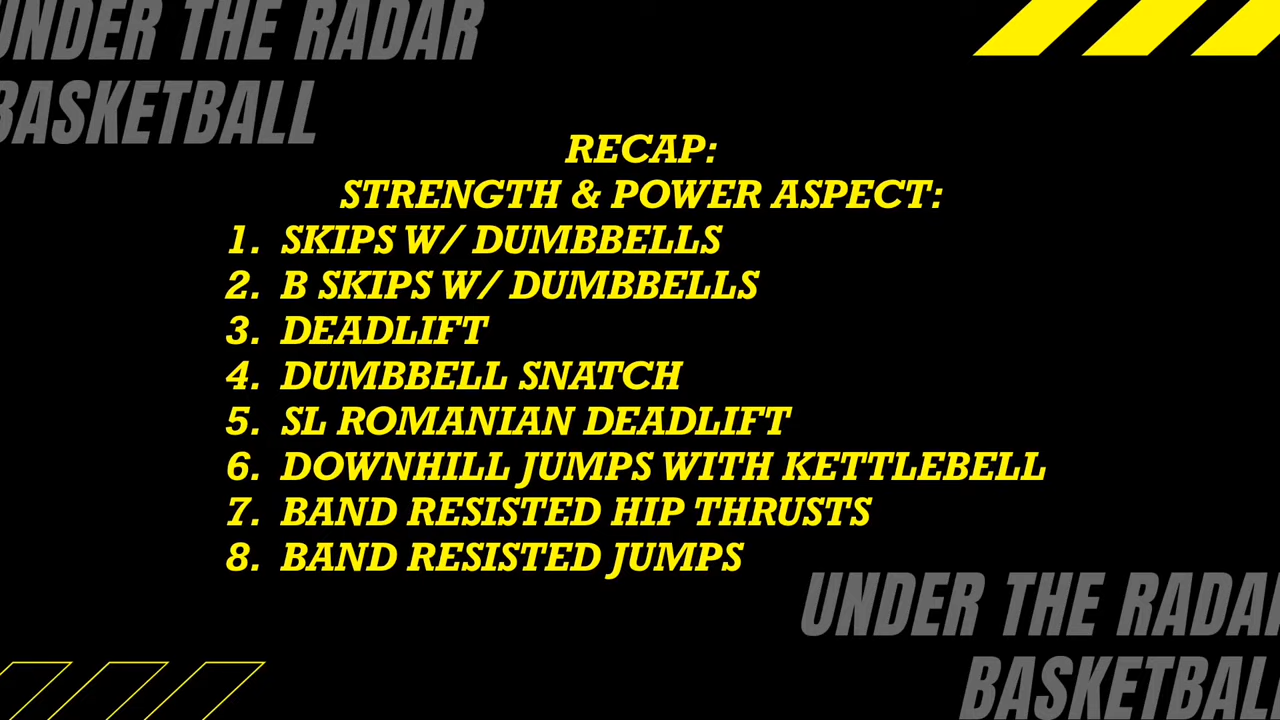 UNDER THE RADAR
BASKETBALL
RECAP:
STRENGTH & POWER ASPECT:
1. SKIPS W/ DUMBBELLS
2. B SKIPS W/ DUMBBELLS
3. DEADLIFT
4. DUMBBELL SNATCH
5. SL ROMANIAN DEADLIFT
6. DOWNHILL JUMPS WITH KETTLEBELL
7. BAND RESISTED HIP THRUSTS
8. BAND RESISTED JUMPS
UNDER THE RADAR
BASKETBALL